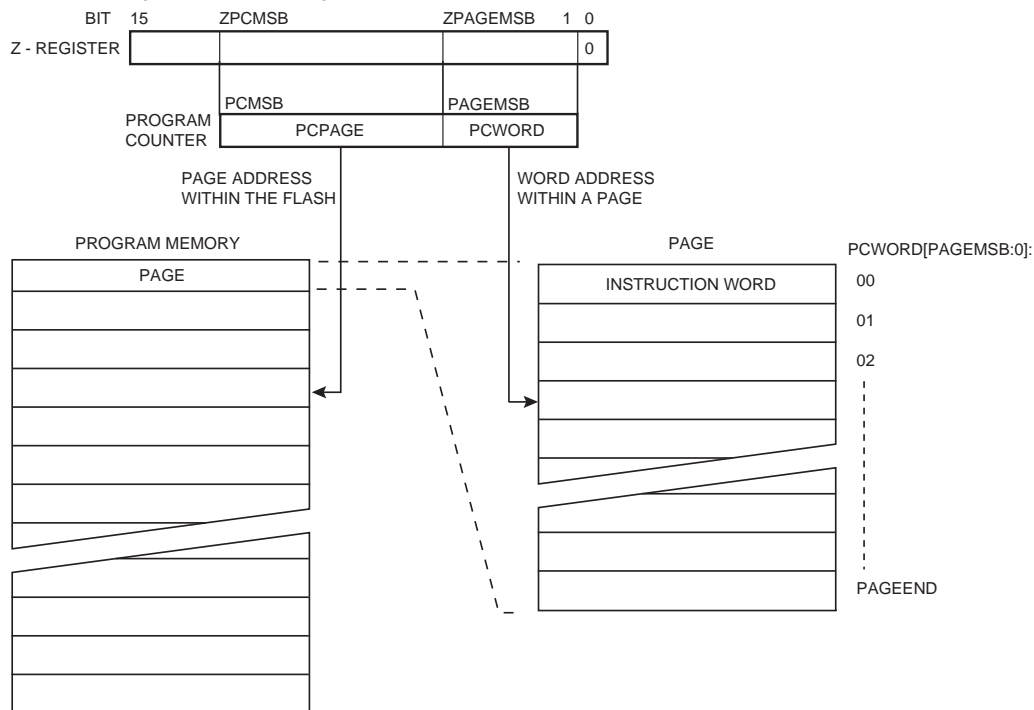 BIT 15 ZPCMSB ZPAGEMSB 1 0
Z - REGISTER 0
PCMSB PAGEMSB
PROGRAM
COUNTER
PCPAGE PCWORD
PAGE ADDRESS
WITHIN THE FLASH
WORD ADDRESS
WITHIN A PAGE
PROGRAM MEMORY
PAGE
PAGE
INSTRUCTION WORD
PCWORD[PAGEMSB:0]:
00
01
02
PAGEEND